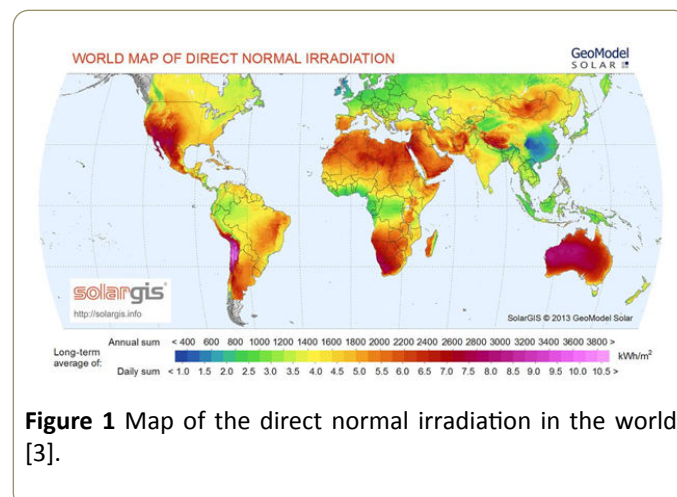 WORLD MAP OF DIRECT NORMAL IRRADIATION
GeoModel
SOLAR
solargis
http://solargis.info
SolarGIS © 2013 GeoModel Solar
Long-term
average of:
Annual sum < 400 600 800 1000 1200 1400 1600 1800 2000 2200 2400 2600 2800 3000 3200 3400 3600 3800 >
kWh/m²
Daily sum < 1.0 1.5 2.0 2.5 3.0 3.5 4.0 4.5 5.0 5.5 6.0 6.5 7.0 7.5 8.0 8.5 9.0 9.5 10.0 10.5 >
Figure 1 Map of the direct normal irradiation in the world
[3].